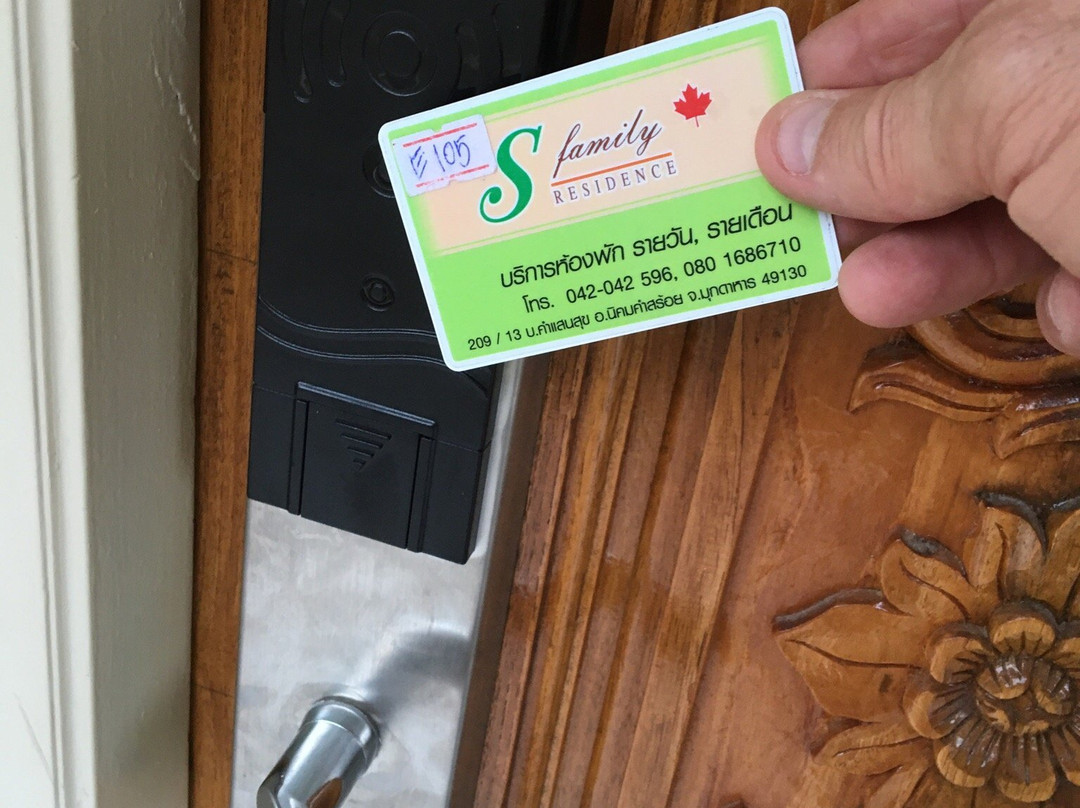 E 105
S family
RESIDENCE
บริการห้องพัก รายวัน, รายเดือน
โทร. 042-042 596, 080 1686710
209 / 13 บ.คำแสนสุข อ.นิคมคำสร้อย จ.มุกดาหาร 49130